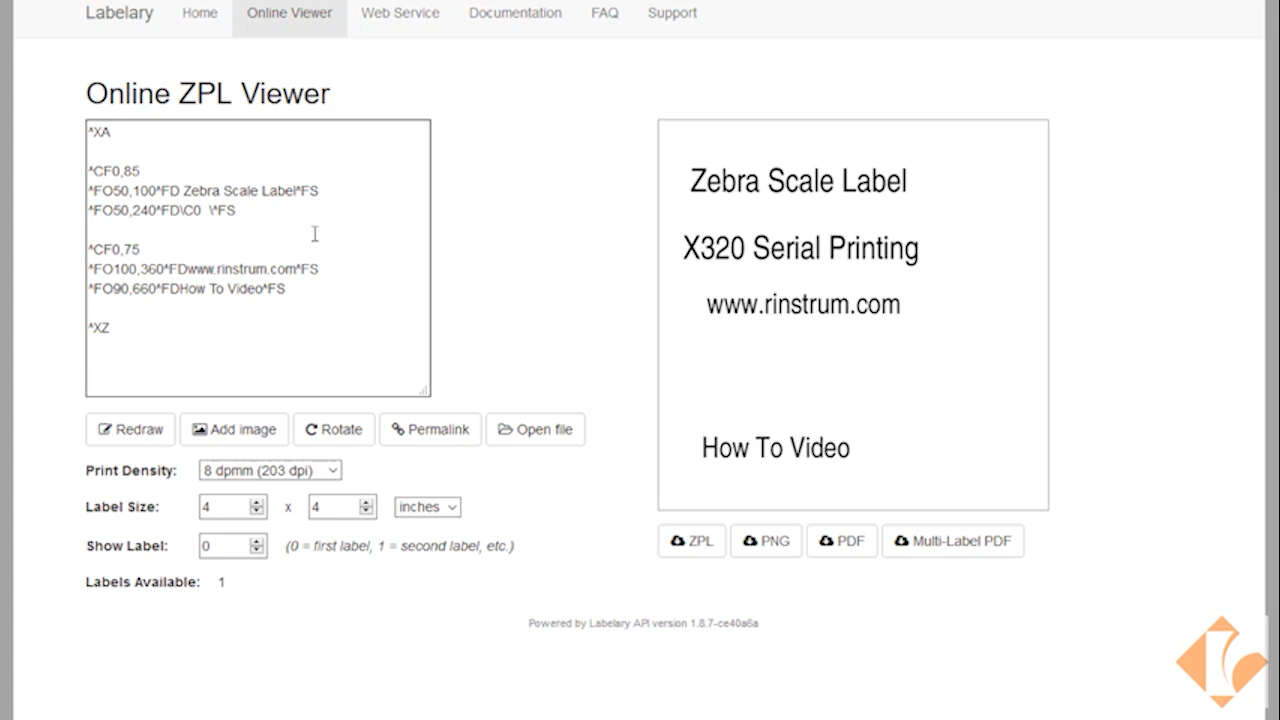 Labelary Home Online Viewer Web Service Documentation FAQ Support
Online ZPL Viewer
^XA
^CF0,85
^FO50,100^FD Zebra Scale Label^FS
^FO50,240^FD\C0  \^FS
^CF0,75
^FO100,360^FDwww.rinstrum.com^FS
^FO90,660^FDHow To Video^FS
^XZ
Zebra Scale Label
X320 Serial Printing
www.rinstrum.com
How To Video
Redraw Add image Rotate Permalink Open file
Print Density: 8 dpmm (203 dpi)
Label Size: 4 x 4 inches
Show Label: 0 (0 = first label, 1 = second label, etc.)
Labels Available: 1
ZPL PNG PDF Multi-Label PDF
Powered by Labelary API version 1.8.7-ce40a6a